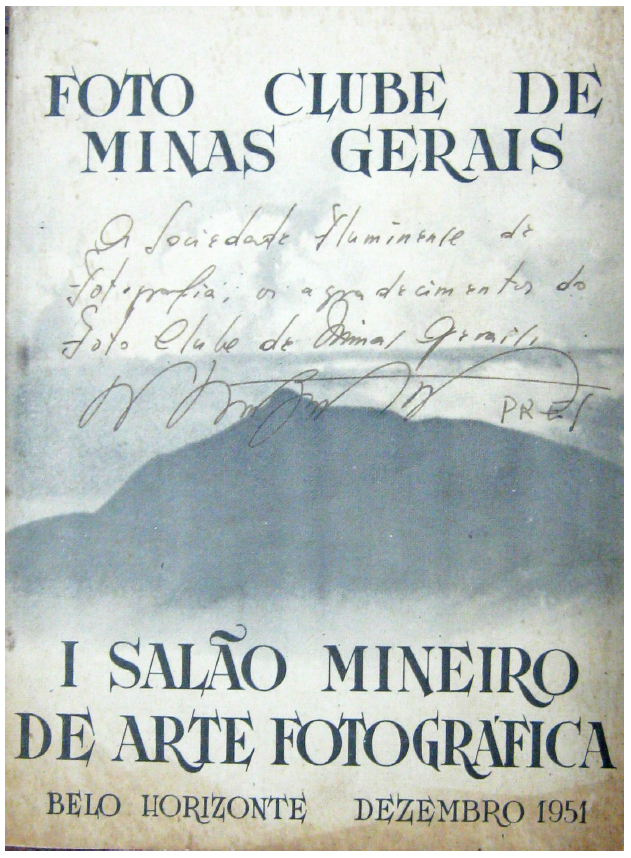 FOTO CLUBE DE
MINAS GERAIS
A Sociedade Fluminense de
Fotografia, os agradecimentos do
Foto Clube de Minas Gerais,
PRES
I SALÃO MINEIRO
DE ARTE FOTOGRÁFICA
BELO HORIZONTE DEZEMBRO 1951